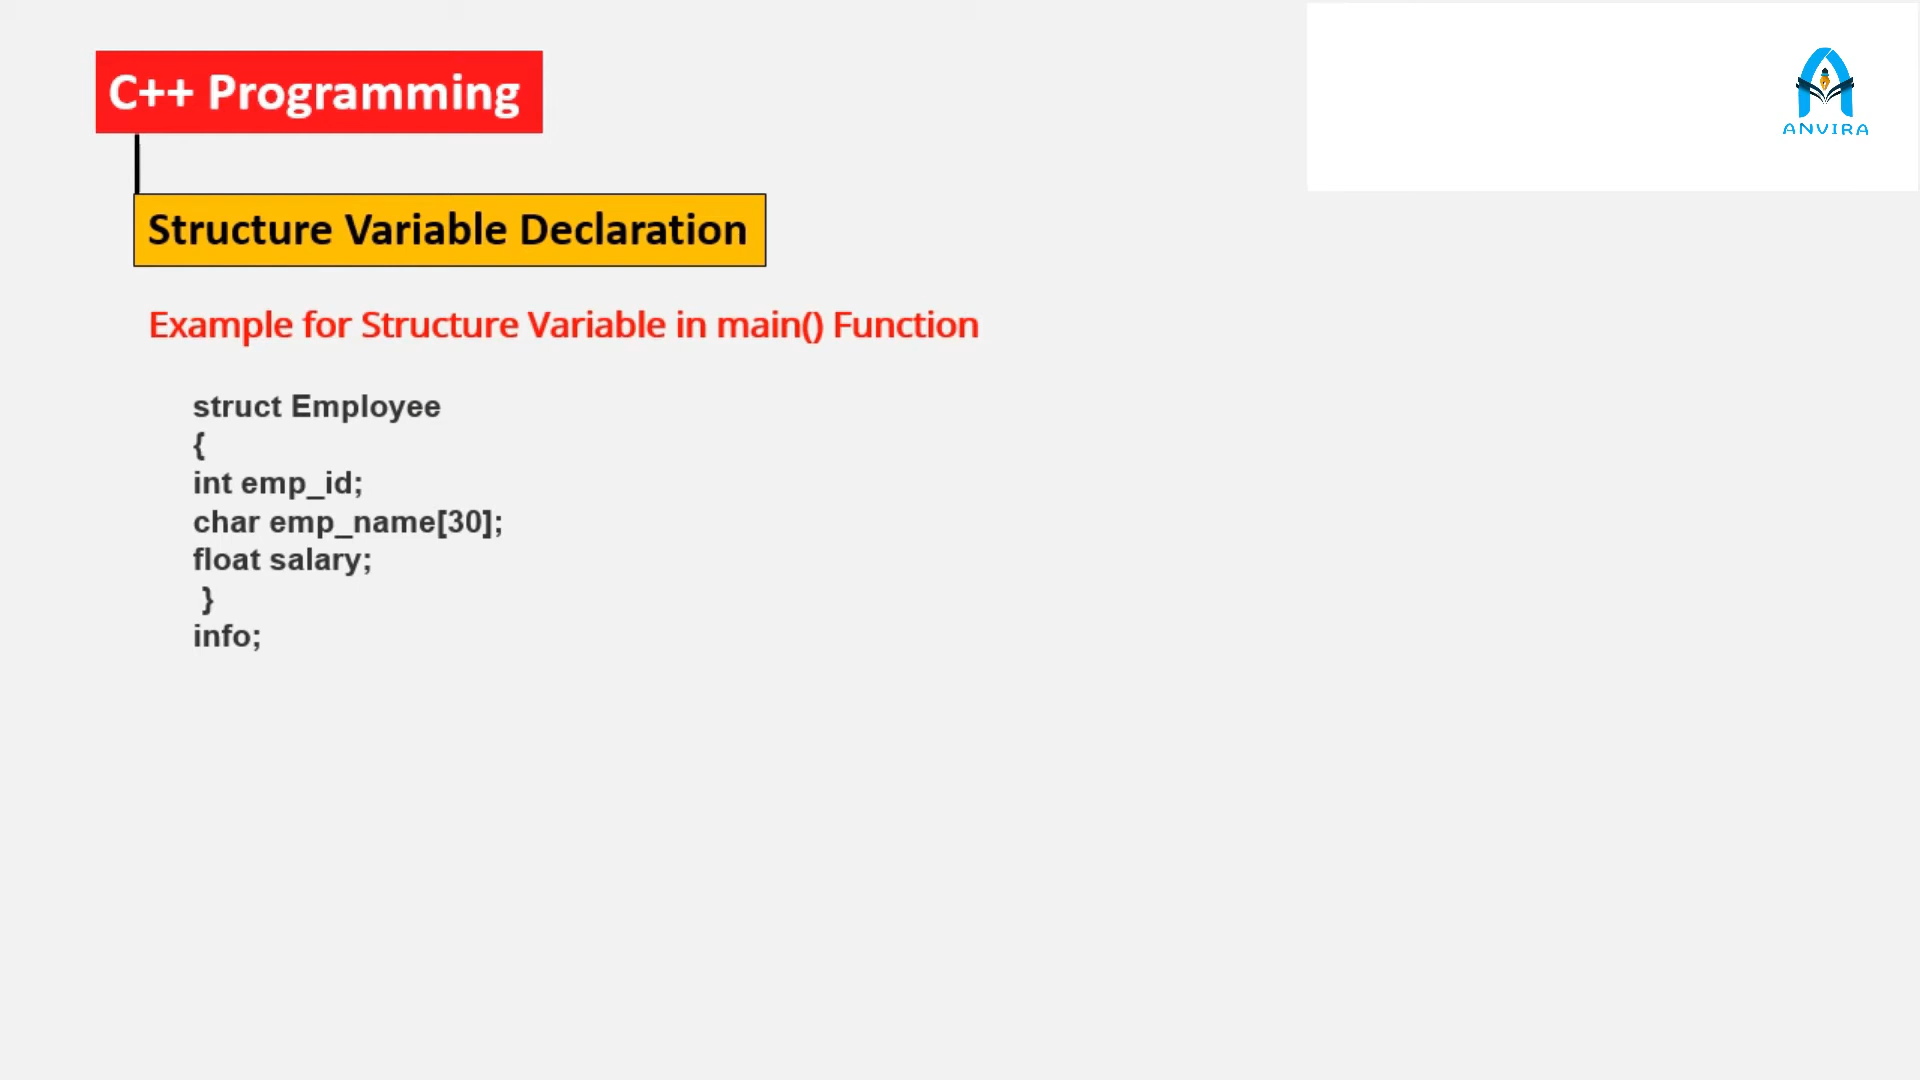 C++ Programming
ANVIRA
Structure Variable Declaration
Example for Structure Variable in main() Function
struct Employee
{
int emp_id;
char emp_name[30];
float salary;
}
info;